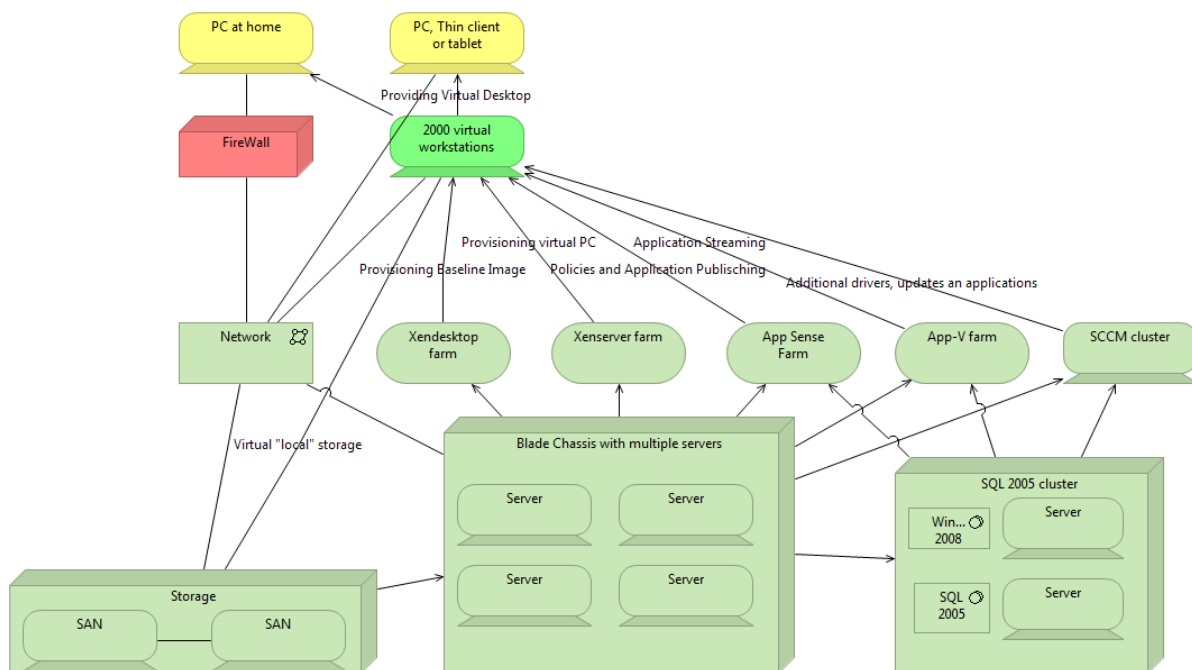 PC at home
PC, Thin client
or tablet
Providing Virtual Desktop
FireWall
2000 virtual
workstations
Provisioning virtual PC
Application Streaming
Provisioning Baseline Image
Policies and Application Publisching
Additional drivers, updates an applications
Network
Xendesktop
farm
Xenserver farm
App Sense
Farm
App-V farm
SCCM cluster
Virtual "local" storage
Blade Chassis with multiple servers
Server
Server
Server
Server
SQL 2005 cluster
Win...
2008
Server
SQL
2005
Server
Storage
SAN
SAN